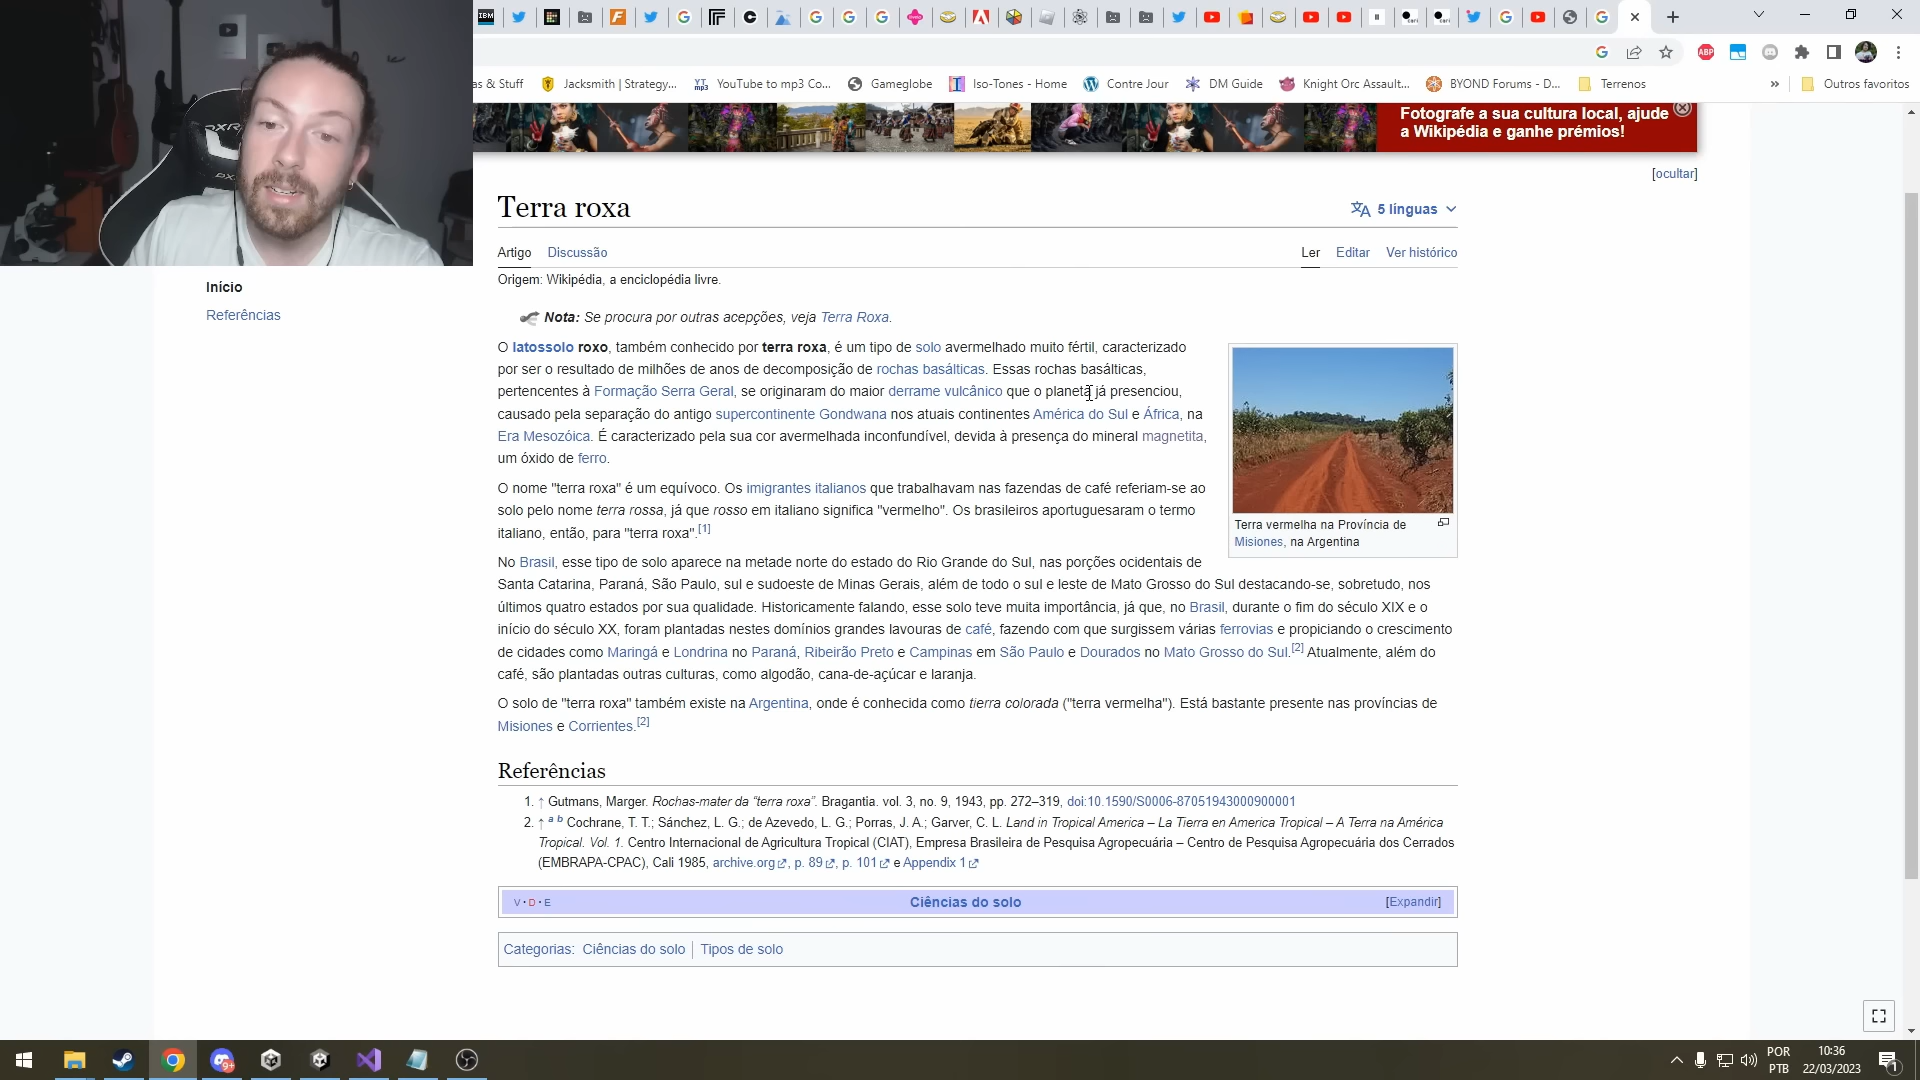 as & Stuff
Jacksmith | Strategy...
YouTube to mp3 Co...
Gameglobe
Iso-Tones - Home
Contre Jour
DM Guide
Knight Orc Assault...
BYOND Forums - D...
Terrenos
»
Outros favoritos
Fotografe a sua cultura local, ajude
a Wikipédia e ganhe prémios!
[ocultar]
Terra roxa
5 línguas
Artigo Discussão
Ler Editar Ver histórico
Origem: Wikipédia, a enciclopédia livre.
Início
Referências
Nota: Se procura por outras acepções, veja Terra Roxa.
O latossolo roxo, também conhecido por terra roxa, é um tipo de solo avermelhado muito fértil, caracterizado
por ser o resultado de milhões de anos de decomposição de rochas basálticas. Essas rochas basálticas,
pertencentes à Formação Serra Geral, se originaram do maior derrame vulcânico que o planeta já presenciou,
causado pela separação do antigo supercontinente Gondwana nos atuais continentes América do Sul e África, na
Era Mesozóica. É caracterizado pela sua cor avermelhada inconfundível, devida à presença do mineral magnetita,
um óxido de ferro.
Terra vermelha na Província de
Misiones, na Argentina
O nome "terra roxa" é um equívoco. Os imigrantes italianos que trabalhavam nas fazendas de café referiam-se ao
solo pelo nome terra rossa, já que rosso em italiano significa "vermelho". Os brasileiros aportuguesaram o termo
italiano, então, para "terra roxa".[1]
No Brasil, esse tipo de solo aparece na metade norte do estado do Rio Grande do Sul, nas porções ocidentais de
Santa Catarina, Paraná, São Paulo, sul e sudoeste de Minas Gerais, além de todo o sul e leste de Mato Grosso do Sul destacando-se, sobretudo, nos
últimos quatro estados por sua qualidade. Historicamente falando, esse solo teve muita importância, já que, no Brasil, durante o fim do século XIX e o
início do século XX, foram plantadas nestes domínios grandes lavouras de café, fazendo com que surgissem várias ferrovias e propiciando o crescimento
de cidades como Maringá e Londrina no Paraná, Ribeirão Preto e Campinas em São Paulo e Dourados no Mato Grosso do Sul.[2] Atualmente, além do
café, são plantadas outras culturas, como algodão, cana-de-açúcar e laranja.
O solo de "terra roxa" também existe na Argentina, onde é conhecida como tierra colorada ("terra vermelha"). Está bastante presente nas províncias de
Misiones e Corrientes.[2]
Referências
1. ↑ Gutmans, Marger. Rochas-mater da "terra roxa". Bragantia. vol. 3, no. 9, 1943, pp. 272–319, doi:10.1590/S0006-87051943000900001
2. ↑ a b Cochrane, T. T.; Sánchez, L. G.; de Azevedo, L. G.; Porras, J. A.; Garver, C. L. Land in Tropical America – La Tierra en America Tropical – A Terra na América
Tropical. Vol. 1. Centro Internacional de Agricultura Tropical (CIAT), Empresa Brasileira de Pesquisa Agropecuária – Centro de Pesquisa Agropecuária dos Cerrados
(EMBRAPA-CPAC), Cali 1985, archive.org, p. 89, p. 101 e Appendix 1
V · D · E
Ciências do solo
[Expandir]
Categorias: Ciências do solo | Tipos de solo
POR
PTB
10:36
22/03/2023